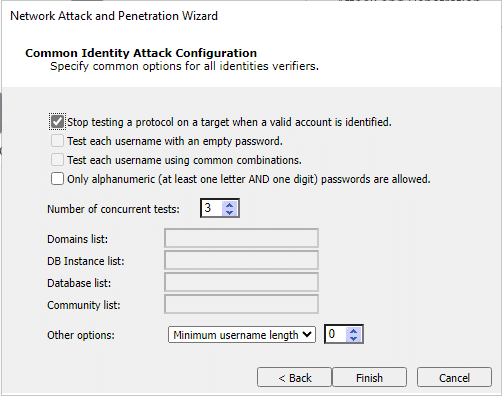 Network Attack and Penetration Wizard
Common Identity Attack Configuration
Specify common options for all identities verifiers.
Stop testing a protocol on a target when a valid account is identified.
Test each username with an empty password.
Test each username using common combinations.
Only alphanumeric (at least one letter AND one digit) passwords are allowed.
Number of concurrent tests: 3
Domains list:
DB Instance list:
Database list:
Community list:
Other options: Minimum username length 0
< Back Finish Cancel